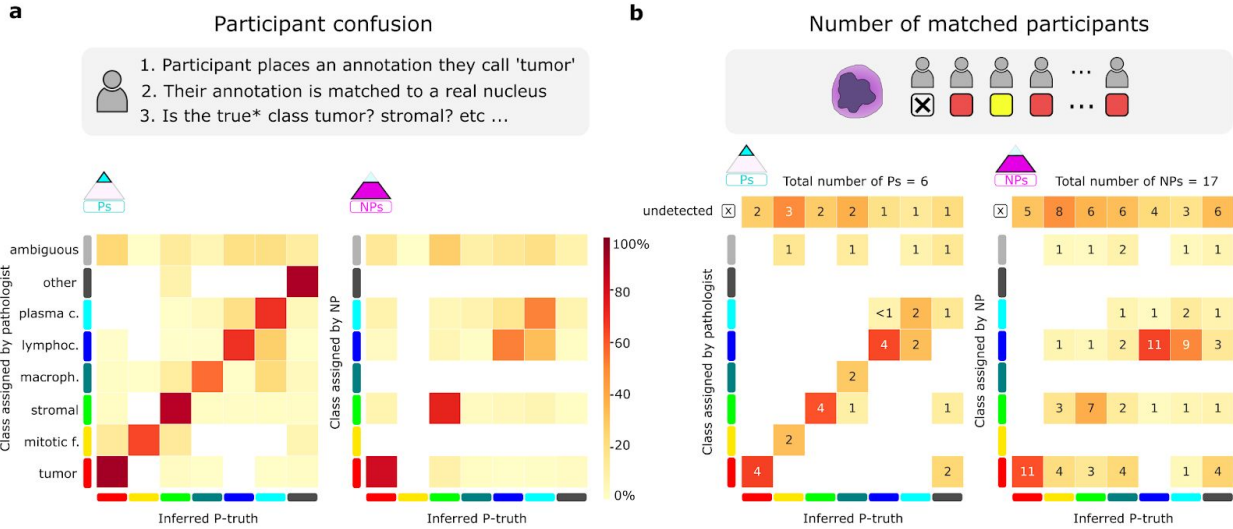 a
Participant confusion
1. Participant places an annotation they call 'tumor'
2. Their annotation is matched to a real nucleus
3. Is the true* class tumor? stromal? etc ...
Ps
NPs
Class assigned by pathologist
ambiguous
other
plasma c.
lymphoc.
macroph.
stromal
mitotic f.
tumor
Inferred P-truth
Class assigned by NP
Inferred P-truth
100%
80
60
40
20
0%
b
Number of matched participants
...
...
Ps
Total number of Ps = 6
NPs
Total number of NPs = 17
undetected x 2 3 2 2 1 1 1
Class assigned by pathologist
1 1 1 1
<1 2 1
4 2
2
4 1 1
2
4 2
Inferred P-truth
x 5 8 6 6 4 3 6
Class assigned by NP
1 1 2 1 1
1 1 2 1
1 1 2 11 9 3
3 7 2 1 1 1
11 4 3 4 1 4
Inferred P-truth